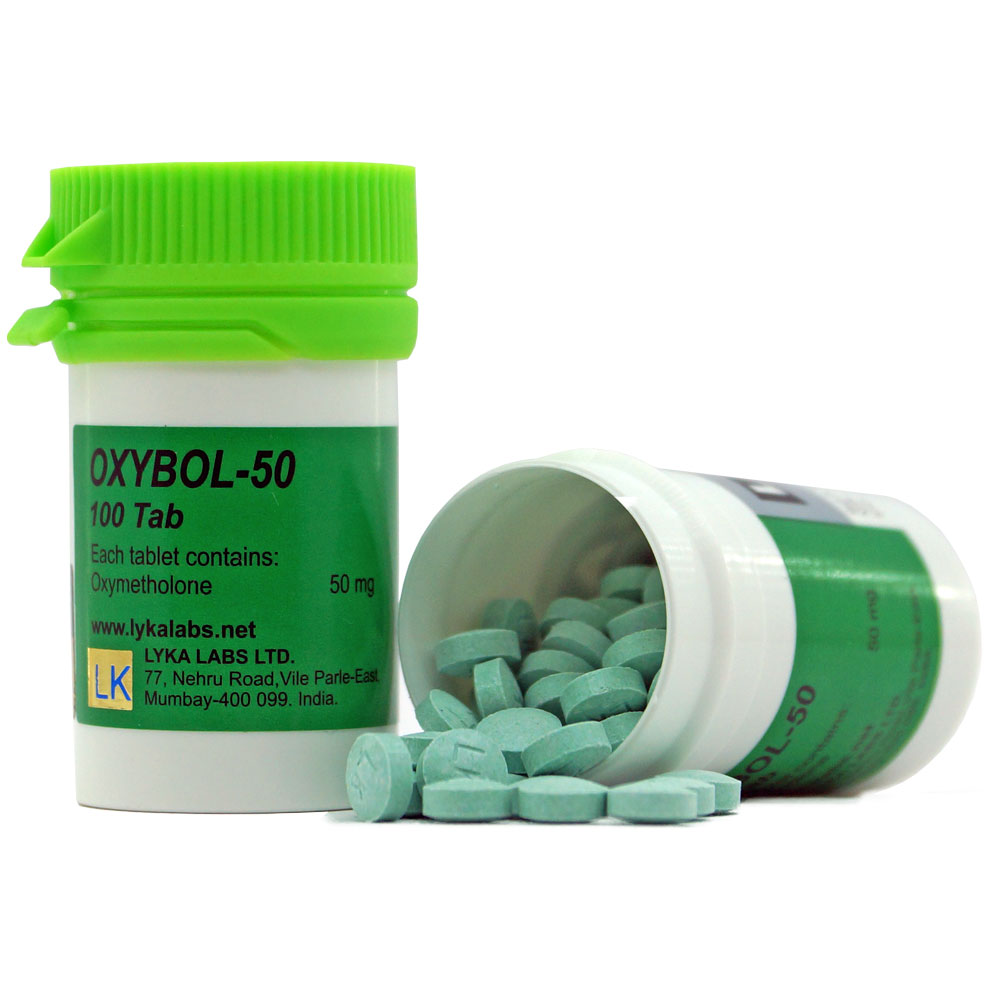 OXYBOL-50
100 Tab
Each tablet contains:
Oxymetholone 50 mg
www.lykalabs.net
LK
LYKA LABS LTD.
77, Nehru Road,Vile Parle-East,
Mumbay-400 099. India.
BOL-50
50 mg